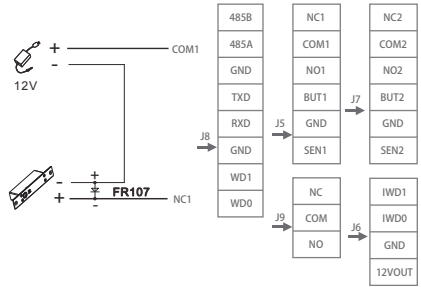 + COM1
-
12V
- +
FR107
+ - NC1
J8
485B
485A
GND
TXD
RXD
GND
WD1
WD0
J5
NC1
COM1
NO1
BUT1
GND
SEN1
J7
NC2
COM2
NO2
BUT2
GND
SEN2
J9
NC
COM
NO
J6
IWD1
IWD0
GND
12VOUT